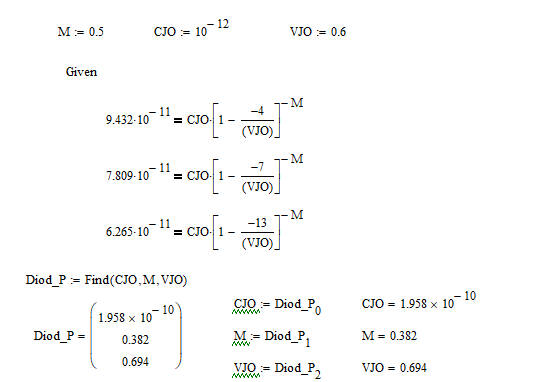 M := 0.5 CJO := 10^-12 VJO := 0.6
Given
9.432·10^-11 = CJO·[1 - -4/(VJO)]^-M
7.809·10^-11 = CJO·[1 - -7/(VJO)]^-M
6.265·10^-11 = CJO·[1 - -13/(VJO)]^-M
Diod_P := Find(CJO,M,VJO)
Diod_P = (1.958 × 10^-10 0.382 0.694)
CJO := Diod_P_0 CJO = 1.958 × 10^-10
M := Diod_P_1 M = 0.382
VJO := Diod_P_2 VJO = 0.694